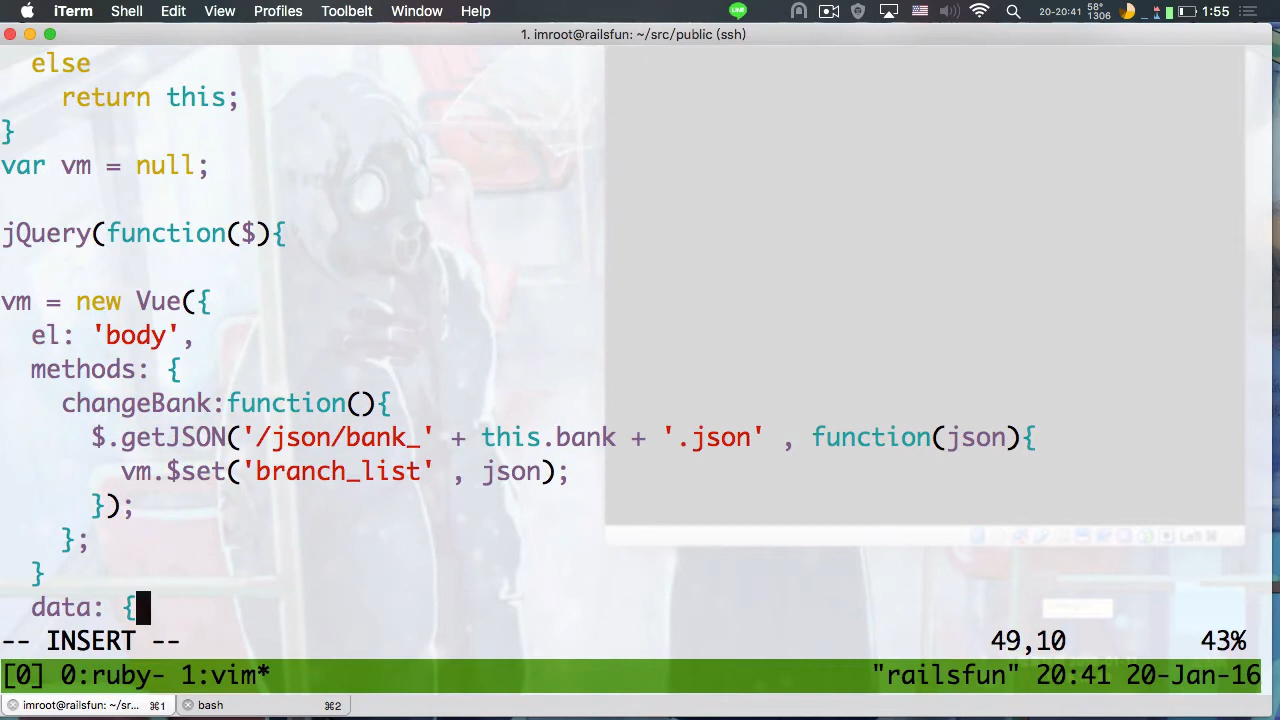 iTerm Shell Edit View Profiles Toolbelt Window Help 20-20:41 58° 1306 1:55
1. imroot@railsfun: ~/src/public (ssh)
else
return this;
}
var vm = null;
jQuery(function($){
vm = new Vue({
el: 'body',
methods: {
changeBank:function(){
$.getJSON('/json/bank_' + this.bank + '.json' , function(json){
vm.$set('branch_list' , json);
});
};
}
data: {
-- INSERT -- 49,10 43%
[0] 0:ruby- 1:vim* "railsfun" 20:41 20-Jan-16
imroot@railsfun: ~/sr... ⌘1 bash ⌘2